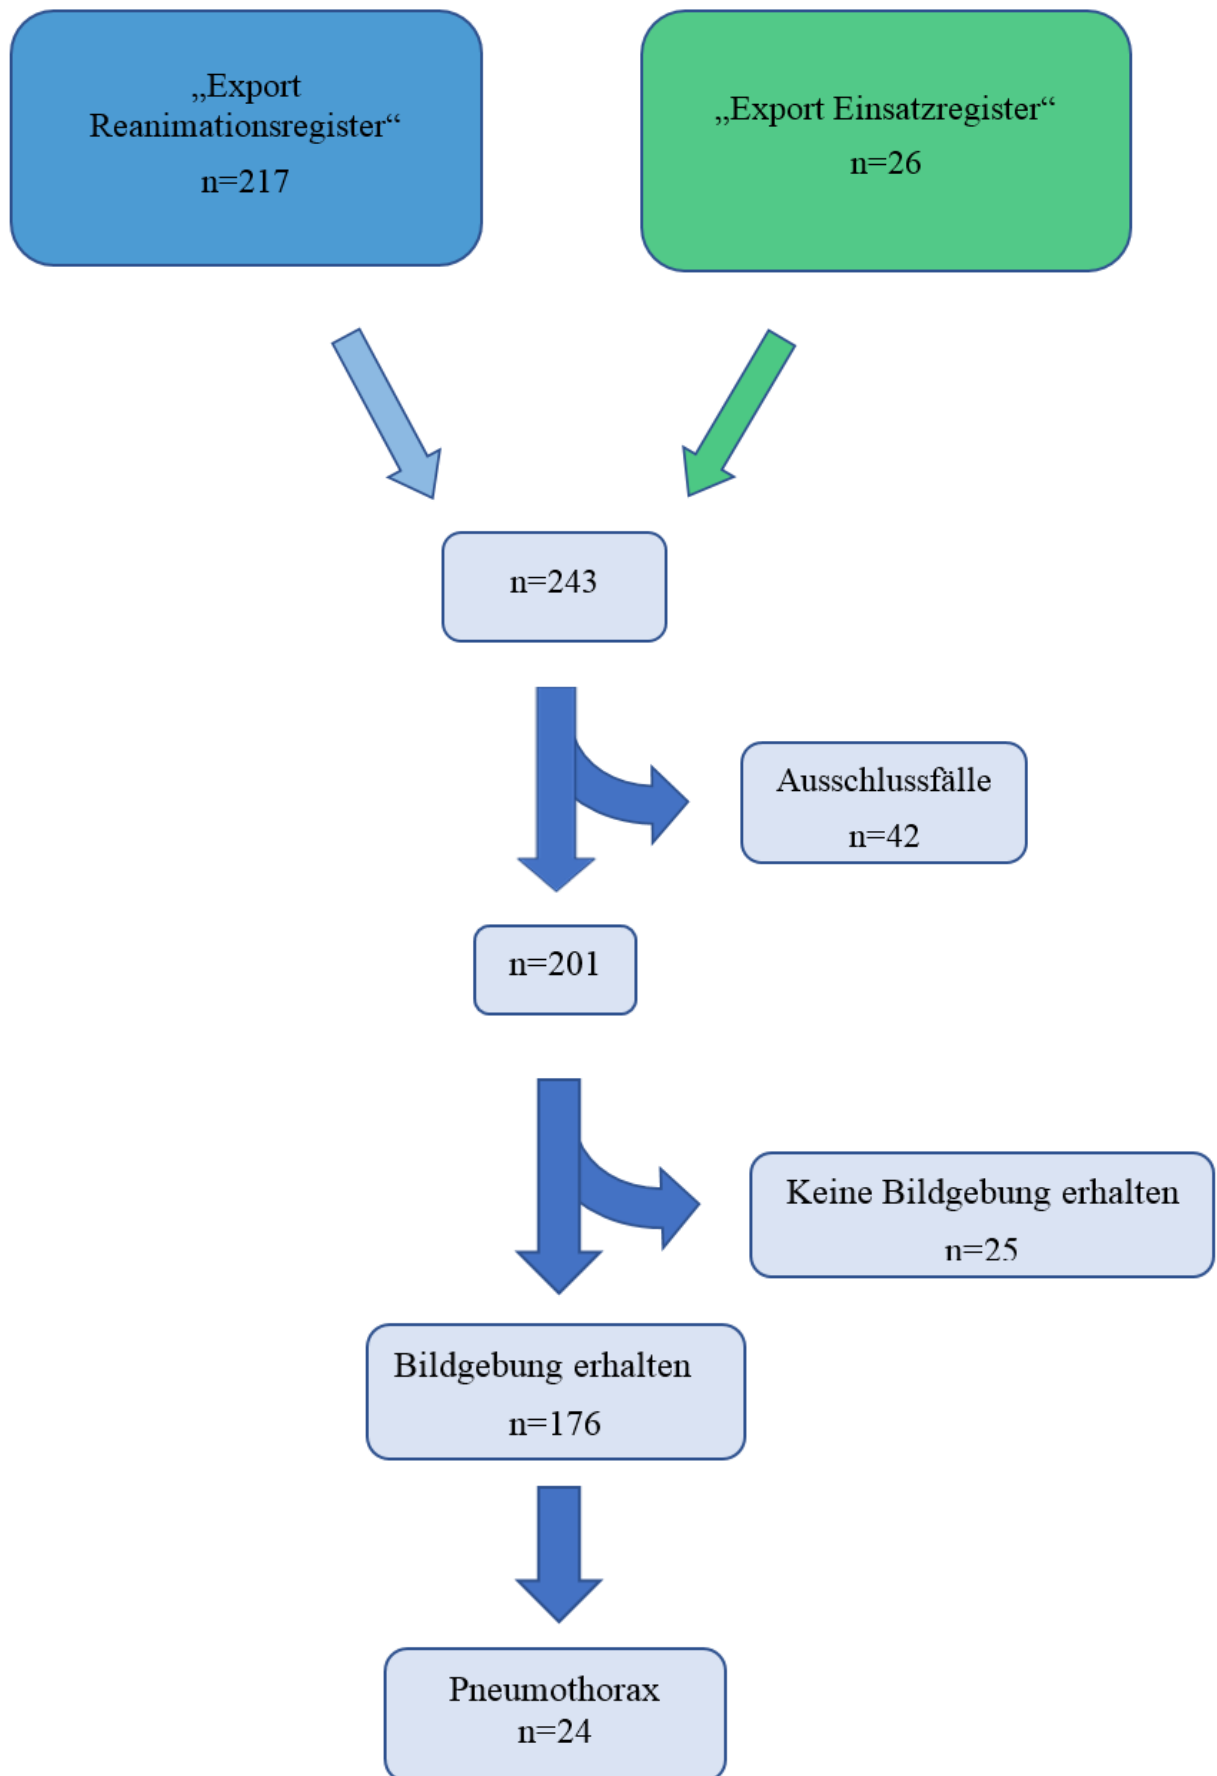 „Export
Reanimationsregister“
n=217
„Export Einsatzregister“
n=26
n=243
Ausschlussfälle
n=42
n=201
Keine Bildgebung erhalten
n=25
Bildgebung erhalten
n=176
Pneumothorax
n=24